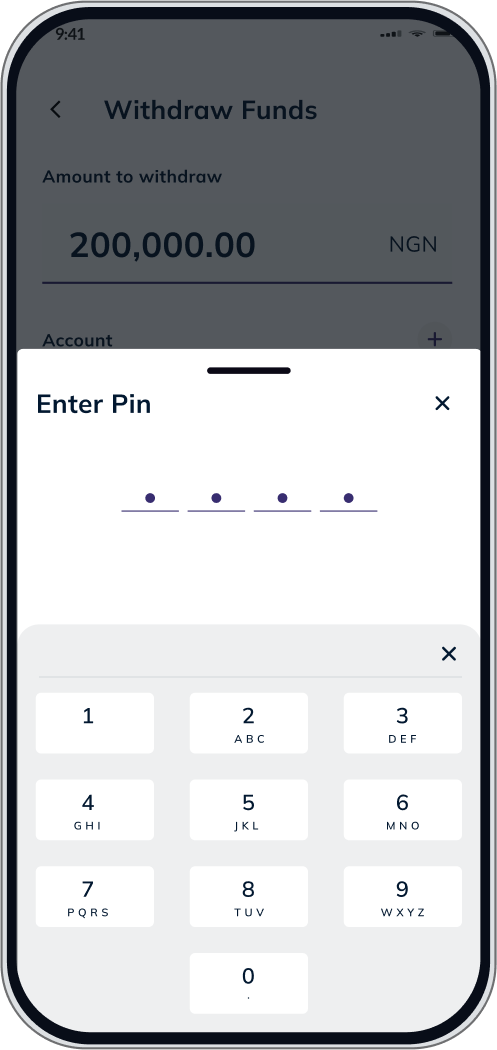 9:41
Withdraw Funds
Amount to withdraw
200,000.00 NGN
Account
Enter Pin
1 2 3
ABC DEF
4 5 6
GHI JKL MNO
7 8 9
PQRS TUV WXYZ
0
.